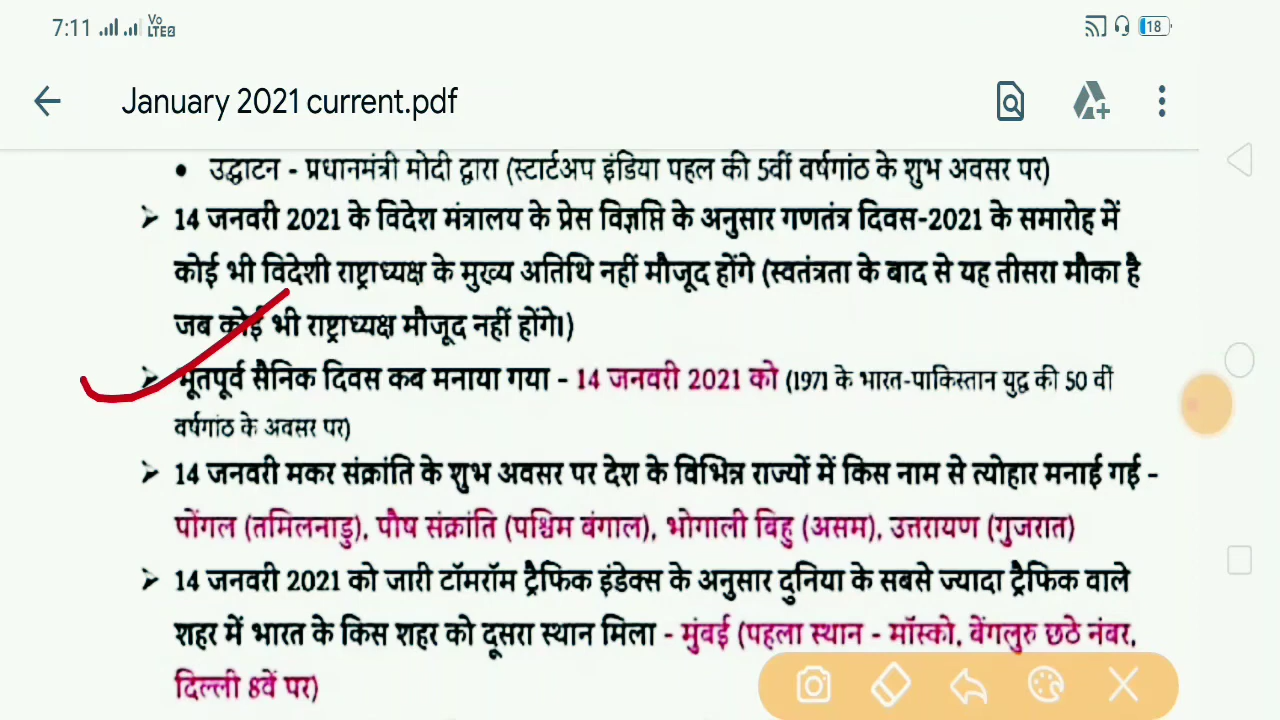 7:11 Vo LTE2 18
January 2021 current.pdf
• उद्घाटन - प्रधानमंत्री मोदी द्वारा (स्टार्टअप इंडिया पहल की 5वीं वर्षगांठ के शुभ अवसर पर)
➢ 14 जनवरी 2021 के विदेश मंत्रालय के प्रेस विज्ञप्ति के अनुसार गणतंत्र दिवस-2021 के समारोह में
कोई भी विदेशी राष्ट्राध्यक्ष के मुख्य अतिथि नहीं मौजूद होंगे (स्वतंत्रता के बाद से यह तीसरा मौका है
जब कोई भी राष्ट्राध्यक्ष मौजूद नहीं होंगे।)
➢ भूतपूर्व सैनिक दिवस कब मनाया गया - 14 जनवरी 2021 को (1971 के भारत-पाकिस्तान युद्ध की 50 वीं
वर्षगांठ के अवसर पर)
➢ 14 जनवरी मकर संक्रांति के शुभ अवसर पर देश के विभिन्न राज्यों में किस नाम से त्योहार मनाई गई -
पोंगल (तमिलनाडु), पौष संक्रांति (पश्चिम बंगाल), भोगाली बिहु (असम), उत्तरायण (गुजरात)
➢ 14 जनवरी 2021 को जारी टॉमरॉम ट्रैफिक इंडेक्स के अनुसार दुनिया के सबसे ज्यादा ट्रैफिक वाले
शहर में भारत के किस शहर को दूसरा स्थान मिला - मुंबई (पहला स्थान - मॉस्को, बेंगलुरु छठे नंबर,
दिल्ली 8वें पर)